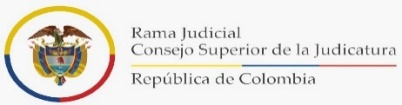 Rama Judicial
Consejo Superior de la Judicatura
República de Colombia